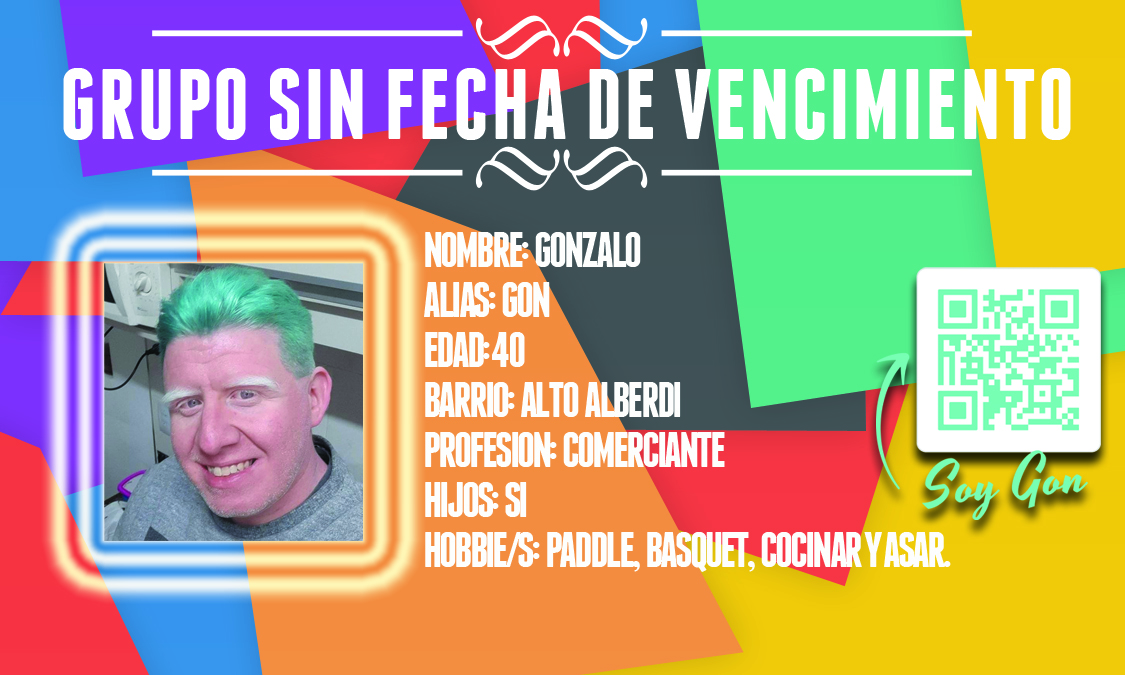 GRUPO SIN FECHA DE VENCIMIENTO
NOMBRE: GONZALO
ALIAS: GON
EDAD: 40
BARRIO: ALTO ALBERDI
PROFESION: COMERCIANTE
HIJOS: SI
HOBBIE/S: PADDLE, BASQUET, COCINAR Y ASAR.
Soy Gon